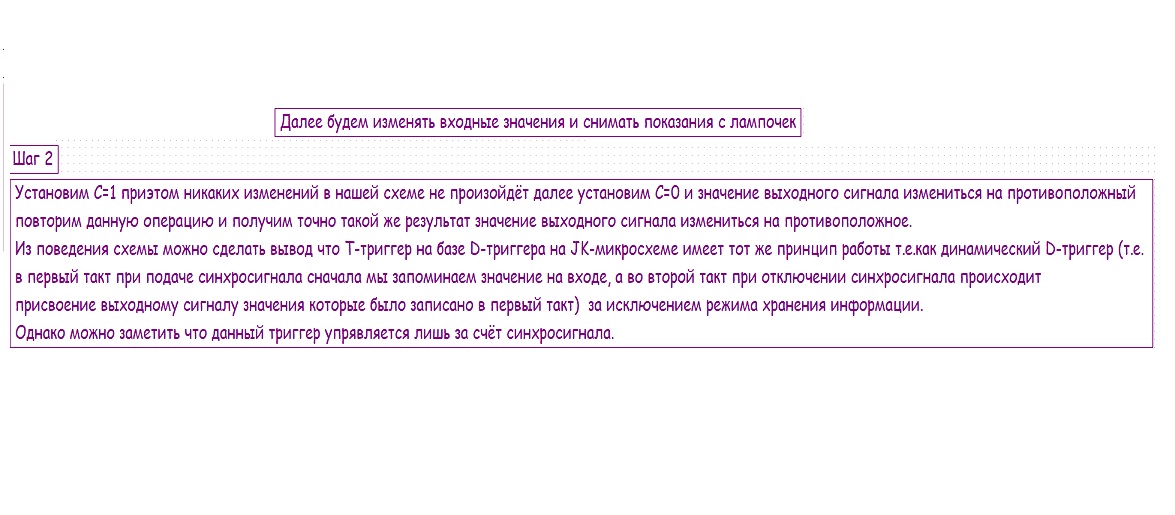 Далее будем изменять входные значения и снимать показания с лампочек
Шаг 2
Установим C=1 приэтом никаких изменений в нашей схеме не произойдёт далее установим C=0 и значение выходного сигнала измениться на противоположный
повторим данную операцию и получим точно такой же результат значение выходного сигнала измениться на противоположное.
Из поведения схемы можно сделать вывод что T-триггер на базе D-триггера на JK-микросхеме имеет тот же принцип работы т.е.как динамический D-триггер (т.е.
в первый такт при подаче синхросигнала сначала мы запоминаем значение на входе, а во второй такт при отключении синхросигнала происходит
присвоение выходному сигналу значения которые было записано в первый такт)  за исключением режима хранения информации.
Однако можно заметить что данный триггер упрявляется лишь за счёт синхросигнала.